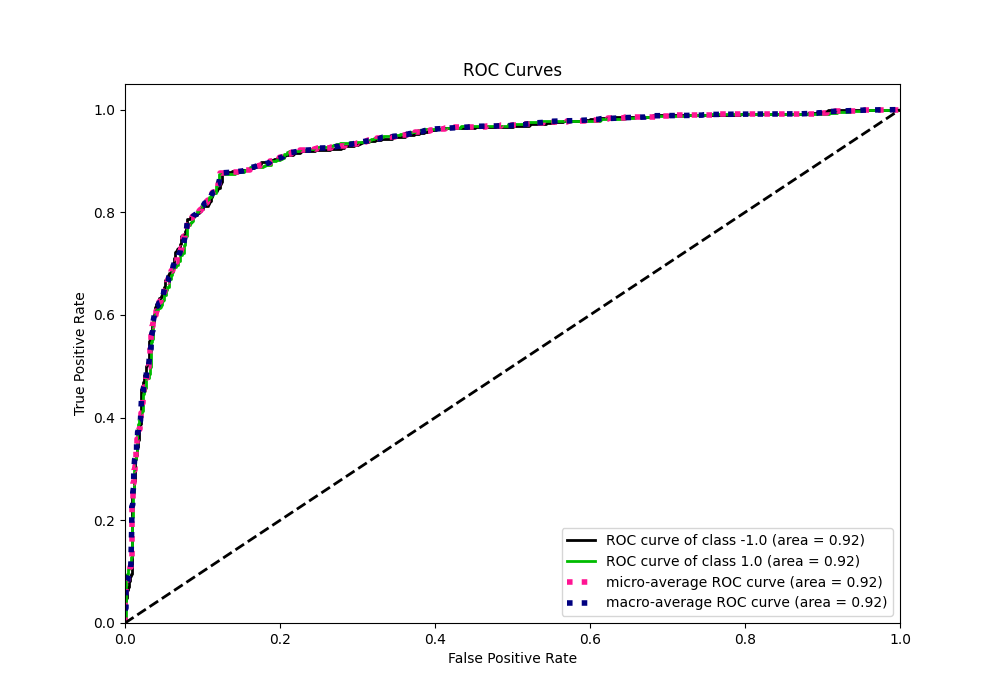 ROC Curves
True Positive Rate
1.0
0.8
0.6
0.4
0.2
0.0
0.0 0.2 0.4 0.6 0.8 1.0
False Positive Rate
ROC curve of class -1.0 (area = 0.92)
ROC curve of class 1.0 (area = 0.92)
micro-average ROC curve (area = 0.92)
macro-average ROC curve (area = 0.92)